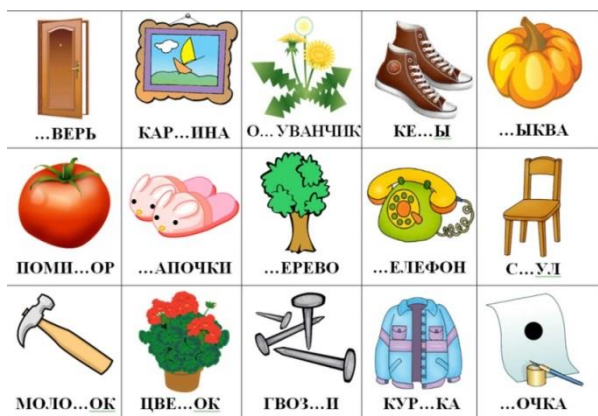 ...ВЕРЬ
КАР...ИНА
О...УВАНЧИК
КЕ...Ы
...ЫКВА
ПОМИ...ОР
...АПОЧКИ
...ЕРЕВО
...ЕЛЕФОН
С...УЛ
МОЛО...ОК
ЦВЕ...ОК
ГВОЗ...И
КУР...КА
...ОЧКА